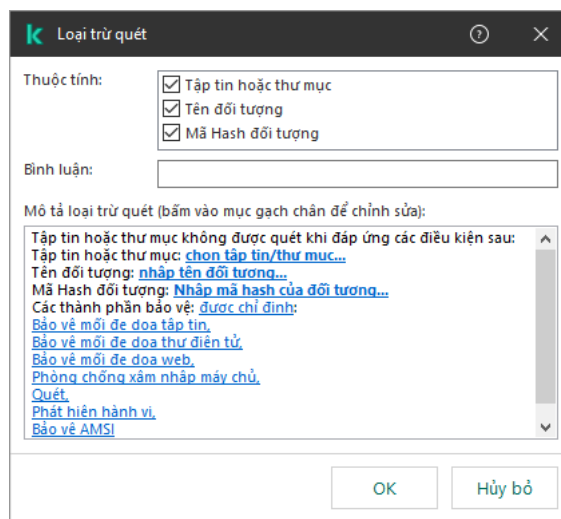 Loại trừ quét
Thuộc tính:
Tập tin hoặc thư mục
Tên đối tượng
Mã Hash đối tượng
Bình luận:
Mô tả loại trừ quét (bấm vào mục gạch chân để chỉnh sửa):
Tập tin hoặc thư mục không được quét khi đáp ứng các điều kiện sau:
Tập tin hoặc thư mục: chọn tập tin/thư mục...
Tên đối tượng: nhập tên đối tượng...
Mã Hash đối tượng: Nhập mã hash của đối tượng...
Các thành phần bảo vệ: được chỉ định:
Bảo vệ mối đe dọa tập tin,
Bảo vệ mối đe dọa thư điện tử,
Bảo vệ mối đe dọa web,
Phòng chống xâm nhập máy chủ,
Quét,
Phát hiện hành vi,
Bảo vệ AMSI
OK
Hủy bỏ